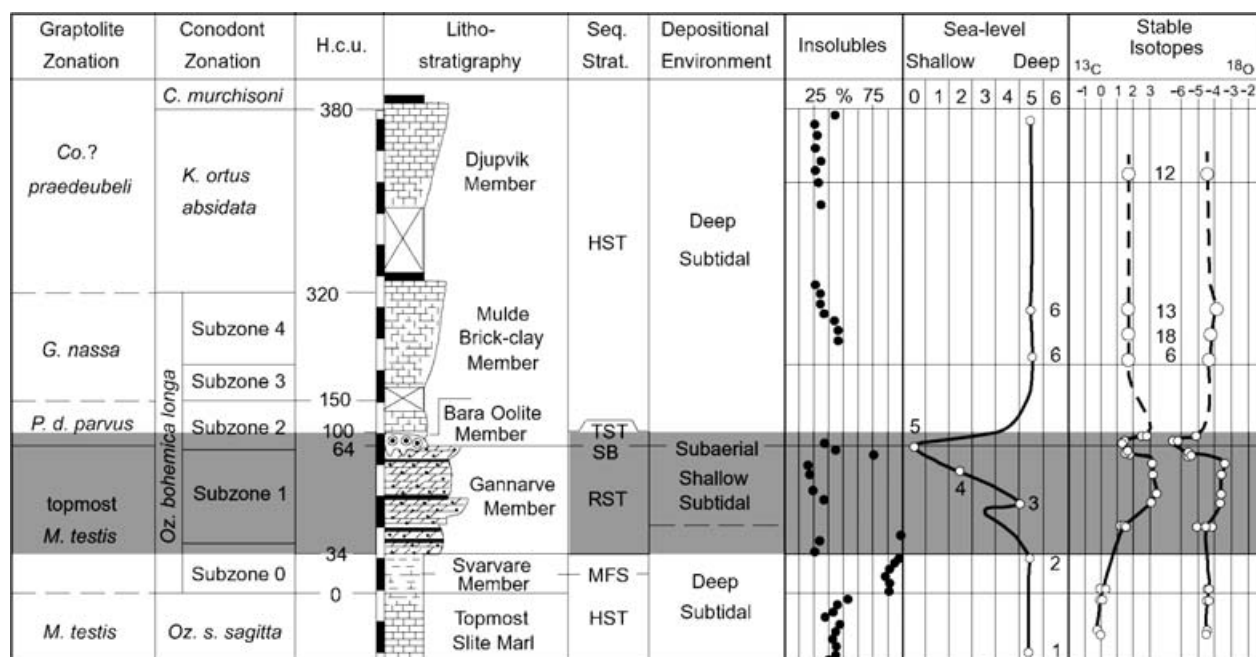 Graptolite Zonation
Conodont Zonation
H.c.u.
Litho-stratigraphy
Seq. Strat.
Depositional Environment
Insolubles
Sea-level
Shallow Deep
Stable Isotopes
13C 18O
25 % 75
0 1 2 3 4 5 6
-1 0 1 2 3 -6 -5 -4 -3 -2
C. murchisoni
380
Co.?
praedeubeli
K. ortus
absidata
Djupvik
Member
HST
Deep
Subtidal
12
320
G. nassa
Oz. bohemica longa
Subzone 4
Mulde
Brick-clay
Member
6
13
18
6
6
Subzone 3
150
P. d. parvus
Subzone 2
100
Bara Oolite
Member
TST
5
64
SB
Subaerial
topmost
M. testis
Subzone 1
Gannarve
Member
RST
Shallow
Subtidal
4
3
34
Subzone 0
Svarvare
Member
MFS
Deep
Subtidal
2
0
M. testis
Oz. s. sagitta
Topmost
Slite Marl
HST
1